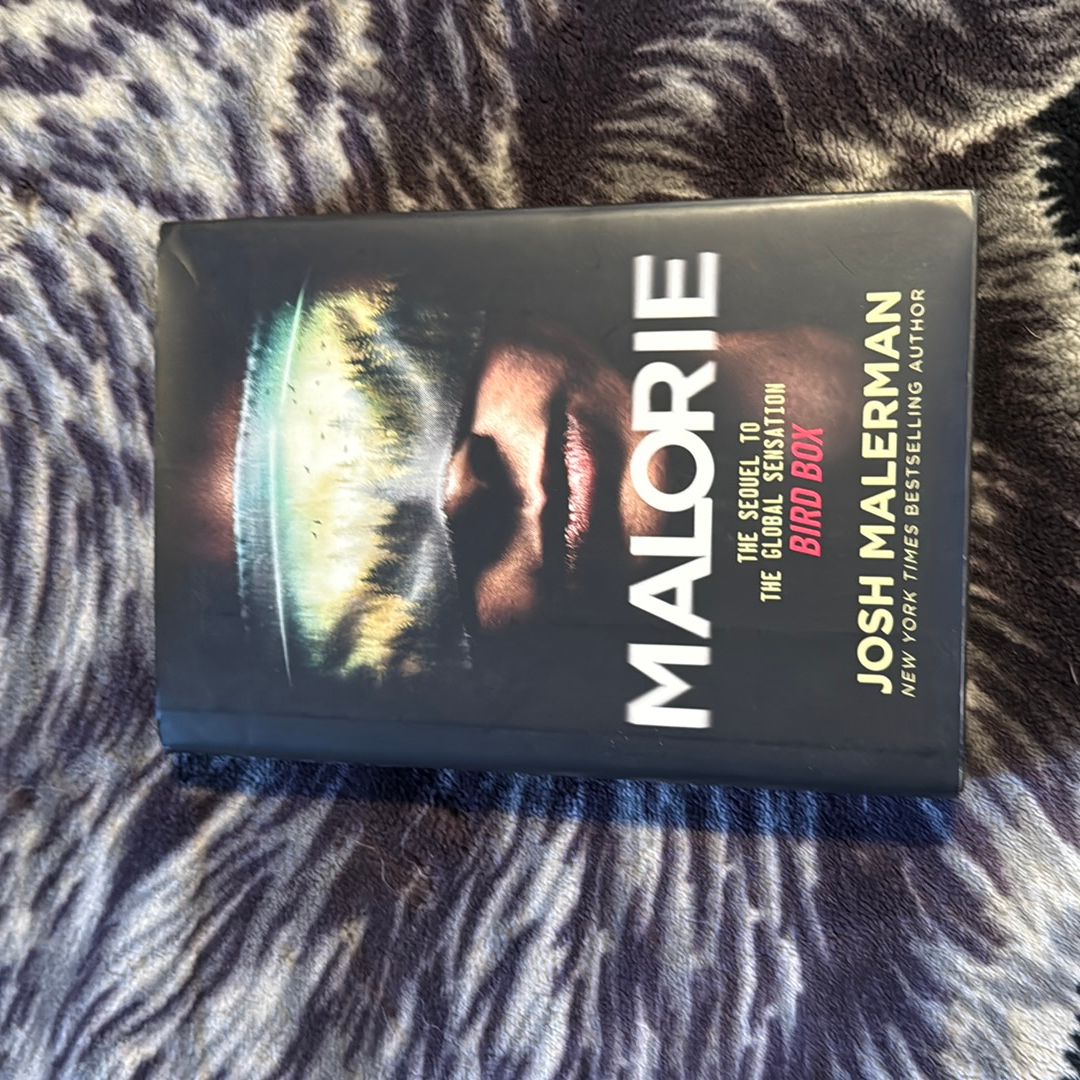 MALORIE
THE SEQUEL TO
THE GLOBAL SENSATION
BIRD BOX
JOSH MALERMAN
NEW YORK TIMES BESTSELLING AUTHOR